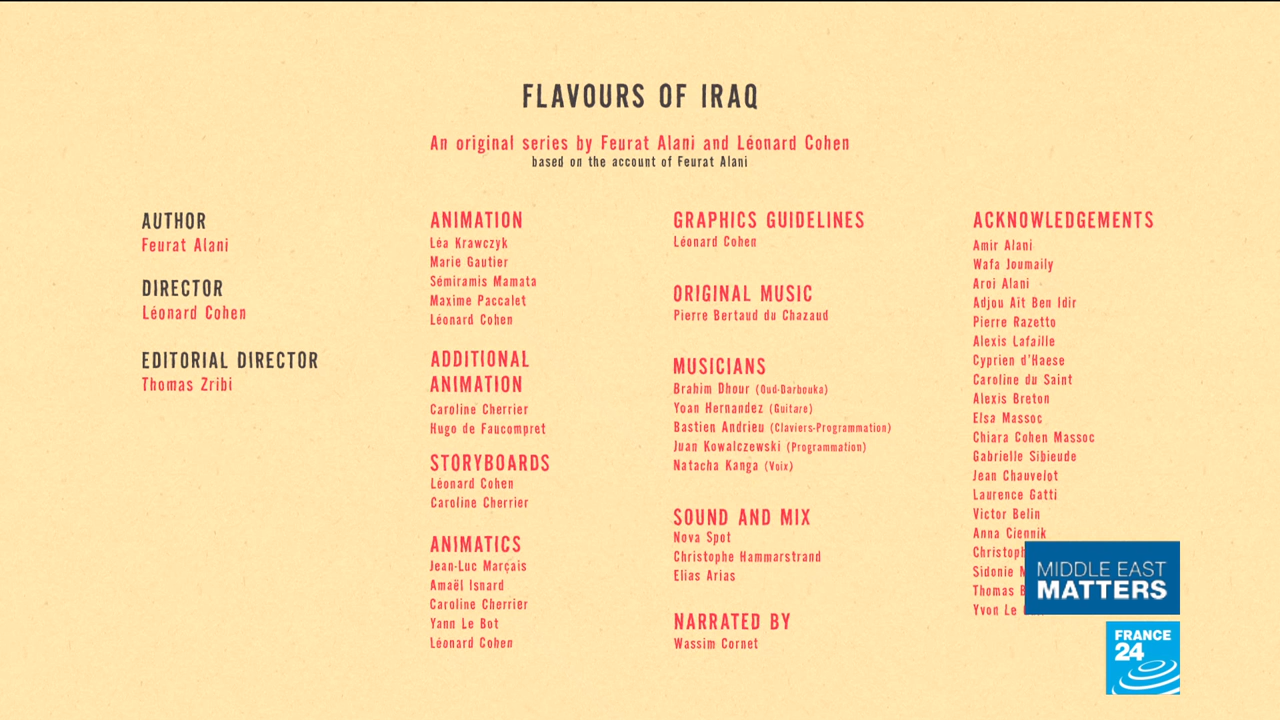 FLAVOURS OF IRAQ
An original series by Feurat Alani and Léonard Cohen
based on the account of Feurat Alani
AUTHOR
Feurat Alani
DIRECTOR
Léonard Cohen
EDITORIAL DIRECTOR
Thomas Zribi
ANIMATION
Léa Krawczyk
Marie Gautier
Sémiramis Mamata
Maxime Paccalet
Léonard Cohen
ADDITIONAL
ANIMATION
Caroline Cherrier
Hugo de Faucompret
STORYBOARDS
Léonard Cohen
Caroline Cherrier
ANIMATICS
Jean-Luc Marçais
Amaël Isnard
Caroline Cherrier
Yann Le Bot
Léonard Cohen
GRAPHICS GUIDELINES
Léonard Cohen
ORIGINAL MUSIC
Pierre Bertaud du Chazaud
MUSICIANS
Brahim Dhour (Oud-Darbouka)
Yoan Hernandez (Guitare)
Bastien Andrieu (Claviers-Programmation)
Juan Kowalczewski (Programmation)
Natacha Kanga (Voix)
SOUND AND MIX
Nova Spot
Christophe Hammarstrand
Elias Arias
NARRATED BY
Wassim Cornet
ACKNOWLEDGEMENTS
Amir Alani
Wafa Joumaily
Aroi Alani
Adjou Ait Ben Idir
Pierre Razetto
Alexis Lafaille
Cyprien d'Haese
Caroline du Saint
Alexis Breton
Elsa Massoc
Chiara Cohen Massoc
Gabrielle Sibieude
Jean Chauvelot
Laurence Gatti
Victor Belin
Anna Ciennik
Sidonie
Thomas
Yvon Le
MIDDLE EAST
MATTERS
FRANCE
24